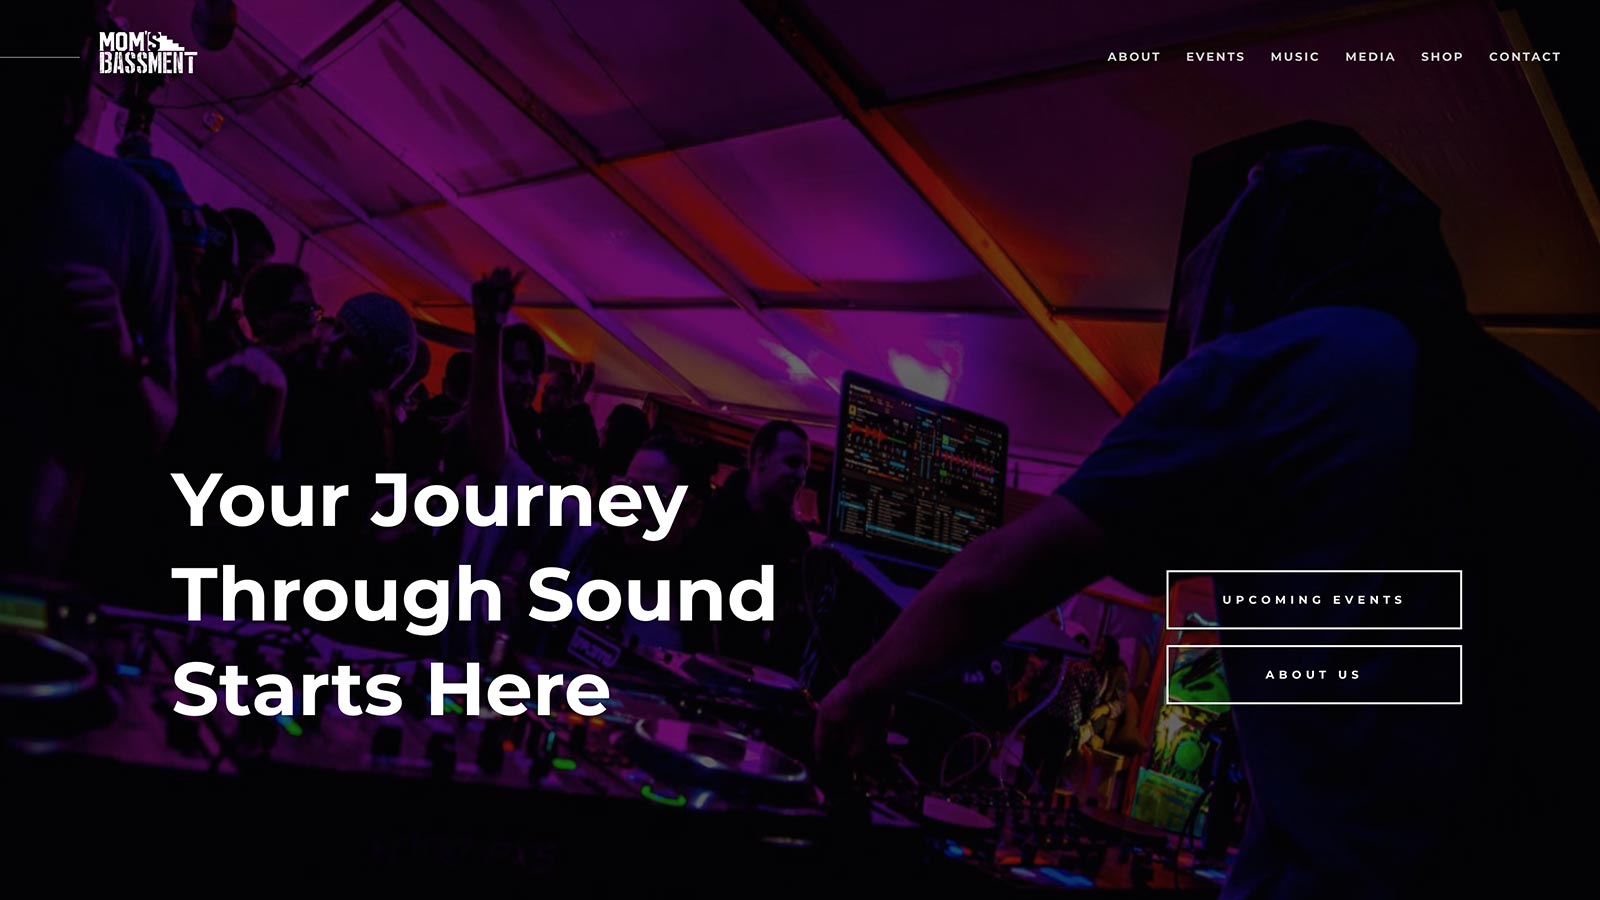 MOM'S
BASSMENT
ABOUT EVENTS MUSIC MEDIA SHOP CONTACT
Your Journey
Through Sound
Starts Here
UPCOMING EVENTS
ABOUT US